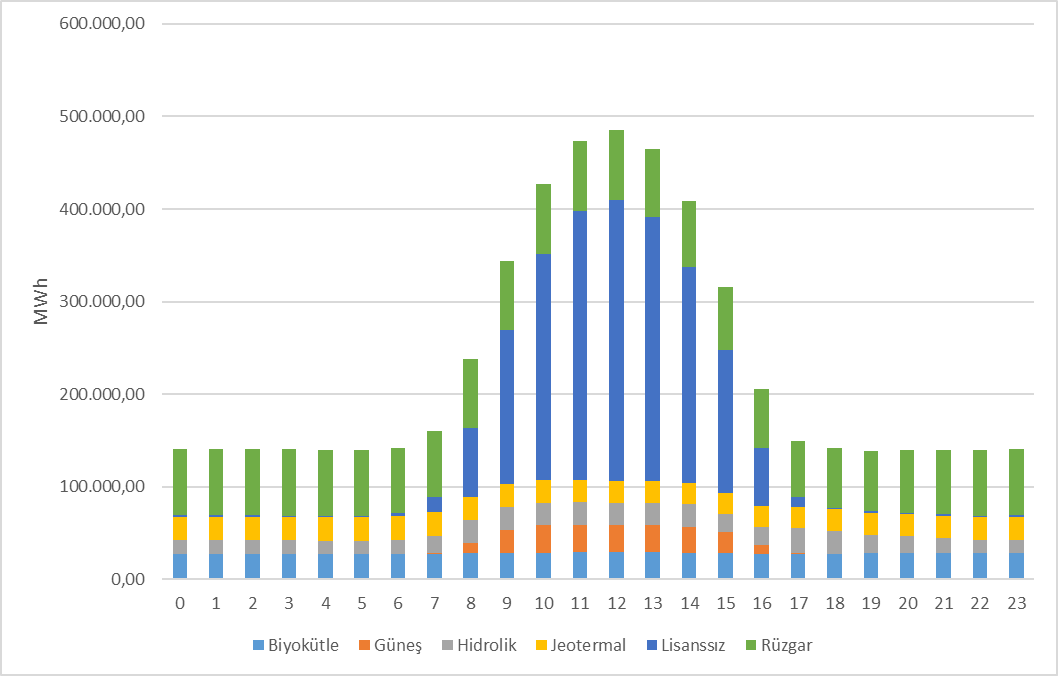 600.000,00
500.000,00
400.000,00
300.000,00
200.000,00
100.000,00
0,00
MWh
0 1 2 3 4 5 6 7 8 9 10 11 12 13 14 15 16 17 18 19 20 21 22 23
Biyokütle Güneş Hidrolik Jeotermal Lisanssız Rüzgar